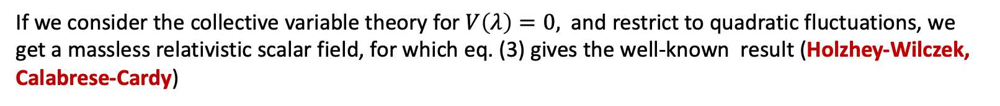 If we consider the collective variable theory for V(λ) = 0, and restrict to quadratic fluctuations, we
get a massless relativistic scalar field, for which eq. (3) gives the well-known result (Holzhey-Wilczek,
Calabrese-Cardy)